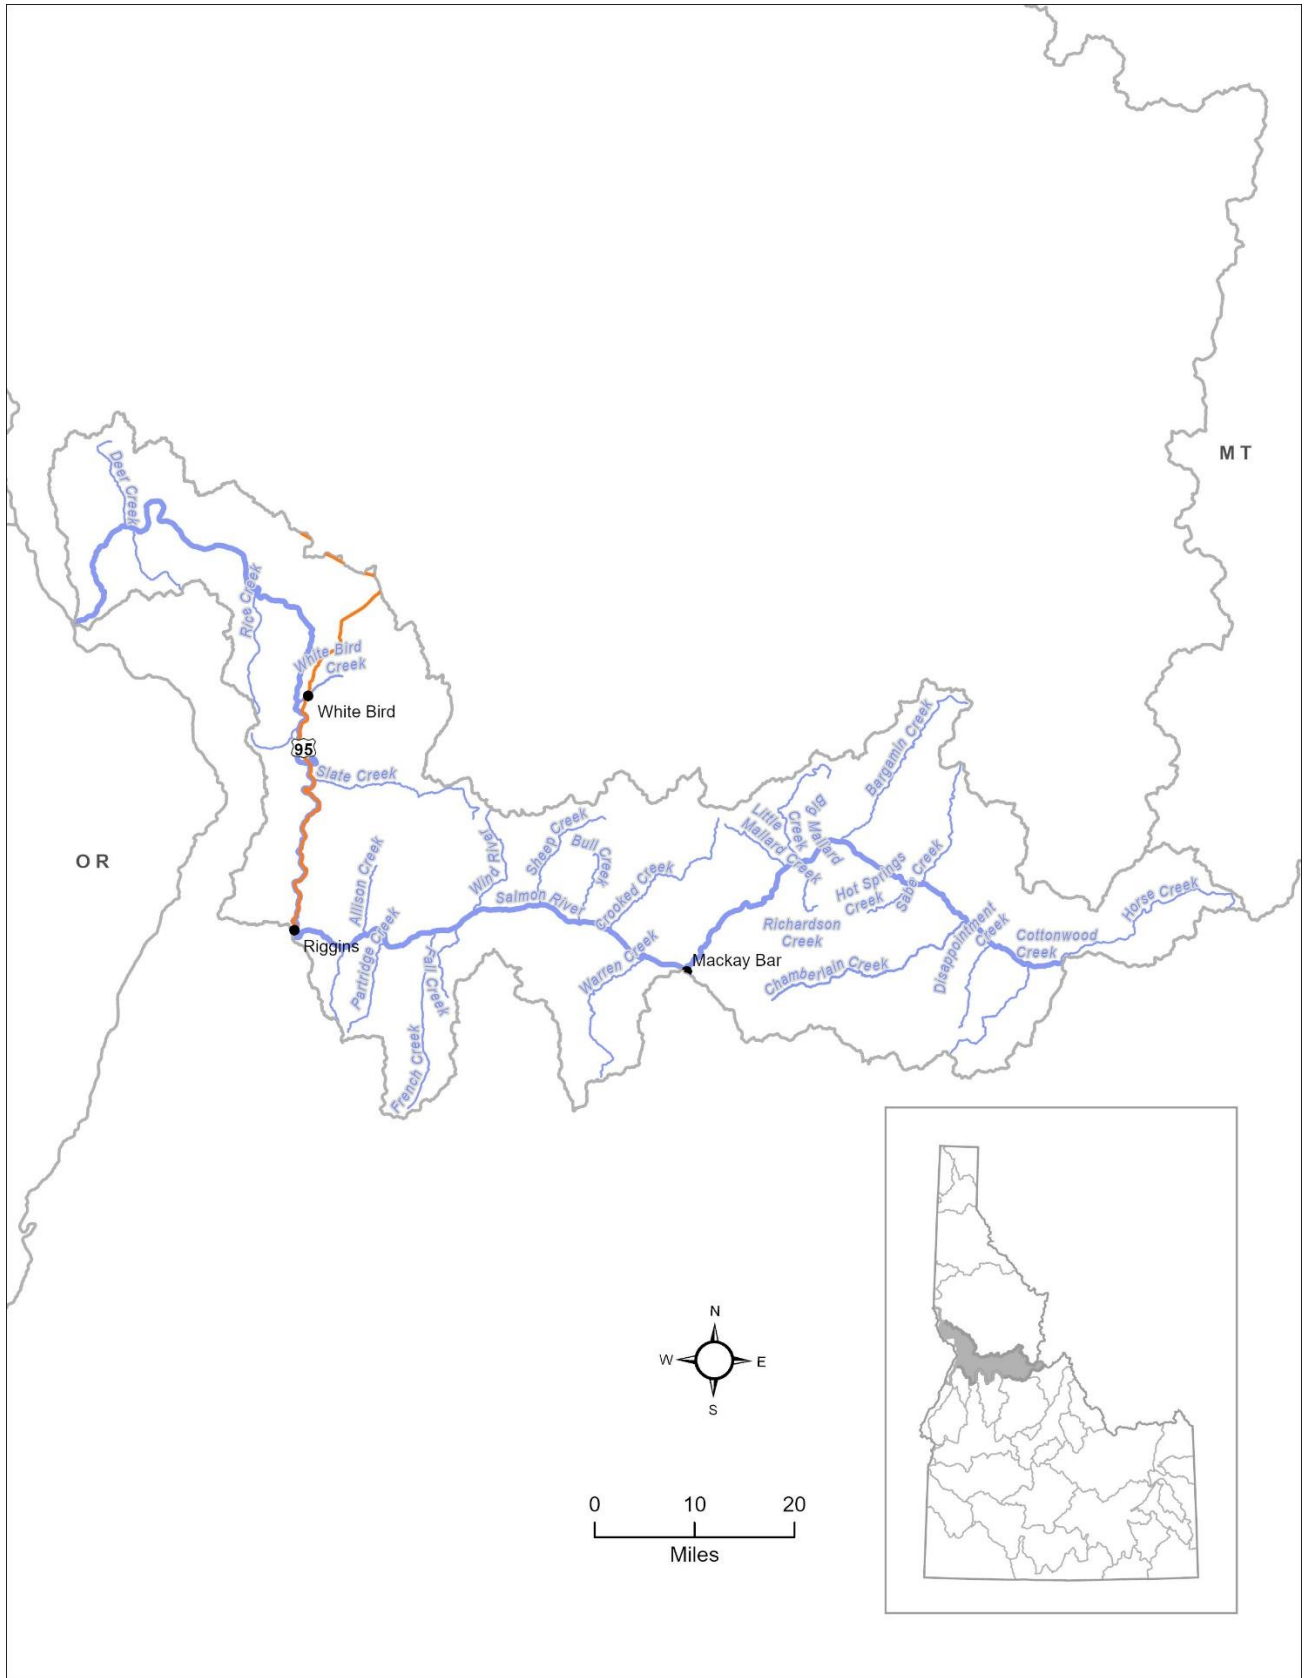 MT
Deer Creek
Rice Creek
White Bird
Creek
White Bird
95
Slate Creek
OR
Bargamin Creek
Big Mallard
Creek
Little
Mallard Creek
Wind River
Sheep Creek
Bull
Creek
Crooked Creek
Allison Creek
Hot Springs
Creek
Sabe Creek
Salmon River
Horse Creek
Riggins
Partridge Creek
Richardson
Creek
Disappointment
Creek
Cottonwood
Creek
Fall Creek
Warren Creek
Mackay Bar
Chamberlain Creek
French Creek
N
W
E
S
0 10 20
Miles